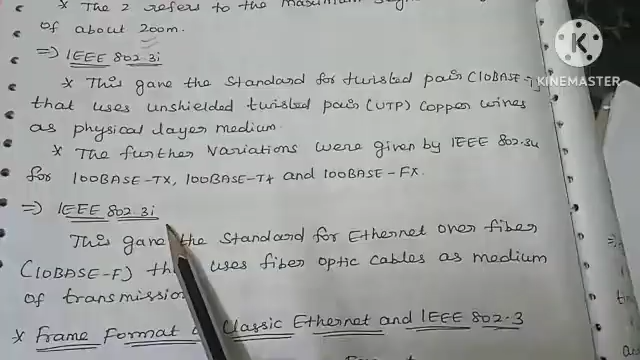 * The 2 refers to the maximum
of about 200m.
=> IEEE 802.3i
* This gave the standard for twisted pair (10BASE-T)
that uses unshielded twisted pair (UTP) copper wires
as physical layer medium.
* The further variations were given by IEEE 802.3u
for 100BASE-TX, 100BASE-T4 and 100BASE-FX.
=> IEEE 802.3i
This gave the standard for Ethernet over fiber
(10BASE-F) uses fiber optic cables as medium
of transmission
* Frame Format Classic Ethernet and IEEE 802.3
KINEMASTER